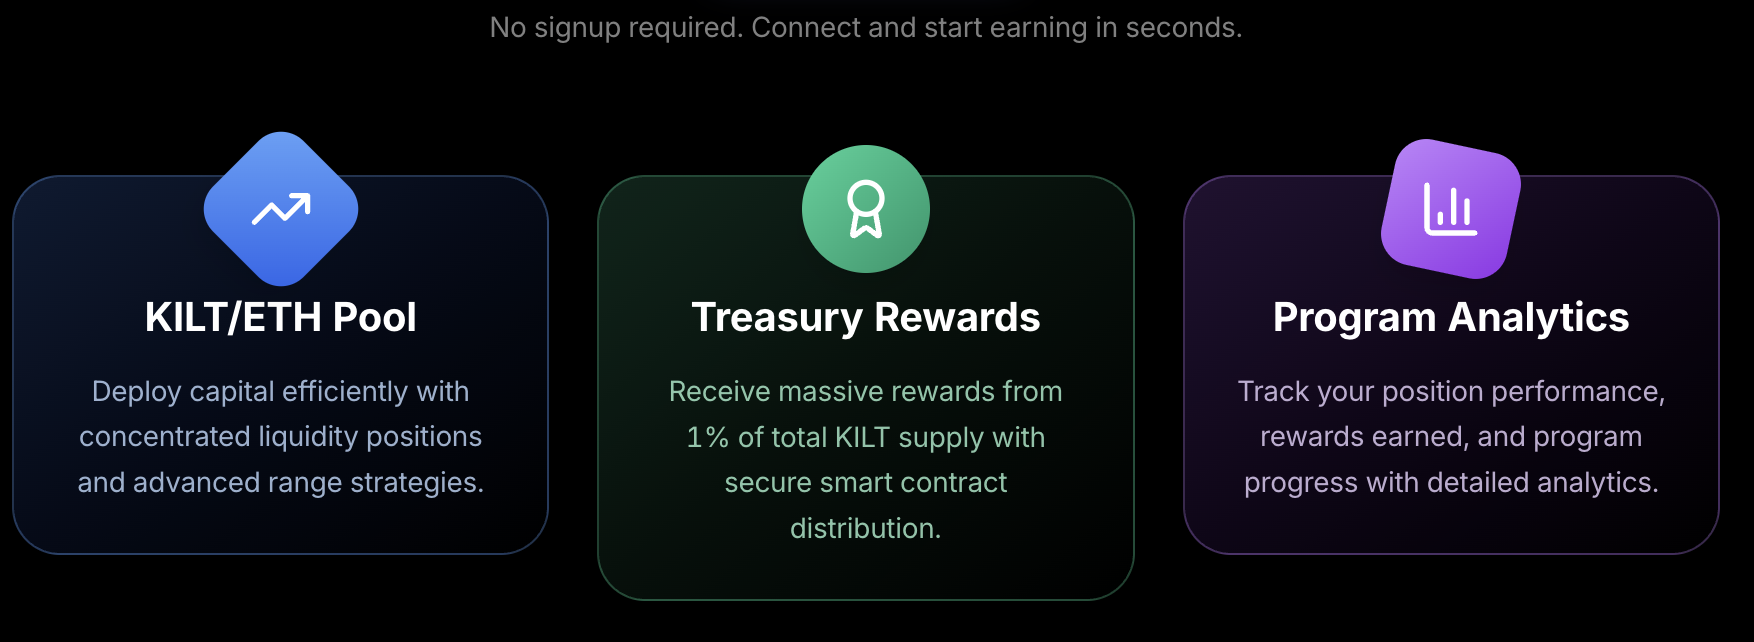 No signup required. Connect and start earning in seconds.
KILT/ETH Pool
Deploy capital efficiently with
concentrated liquidity positions
and advanced range strategies.
Treasury Rewards
Receive massive rewards from
1% of total KILT supply with
secure smart contract
distribution.
Program Analytics
Track your position performance,
rewards earned, and program
progress with detailed analytics.